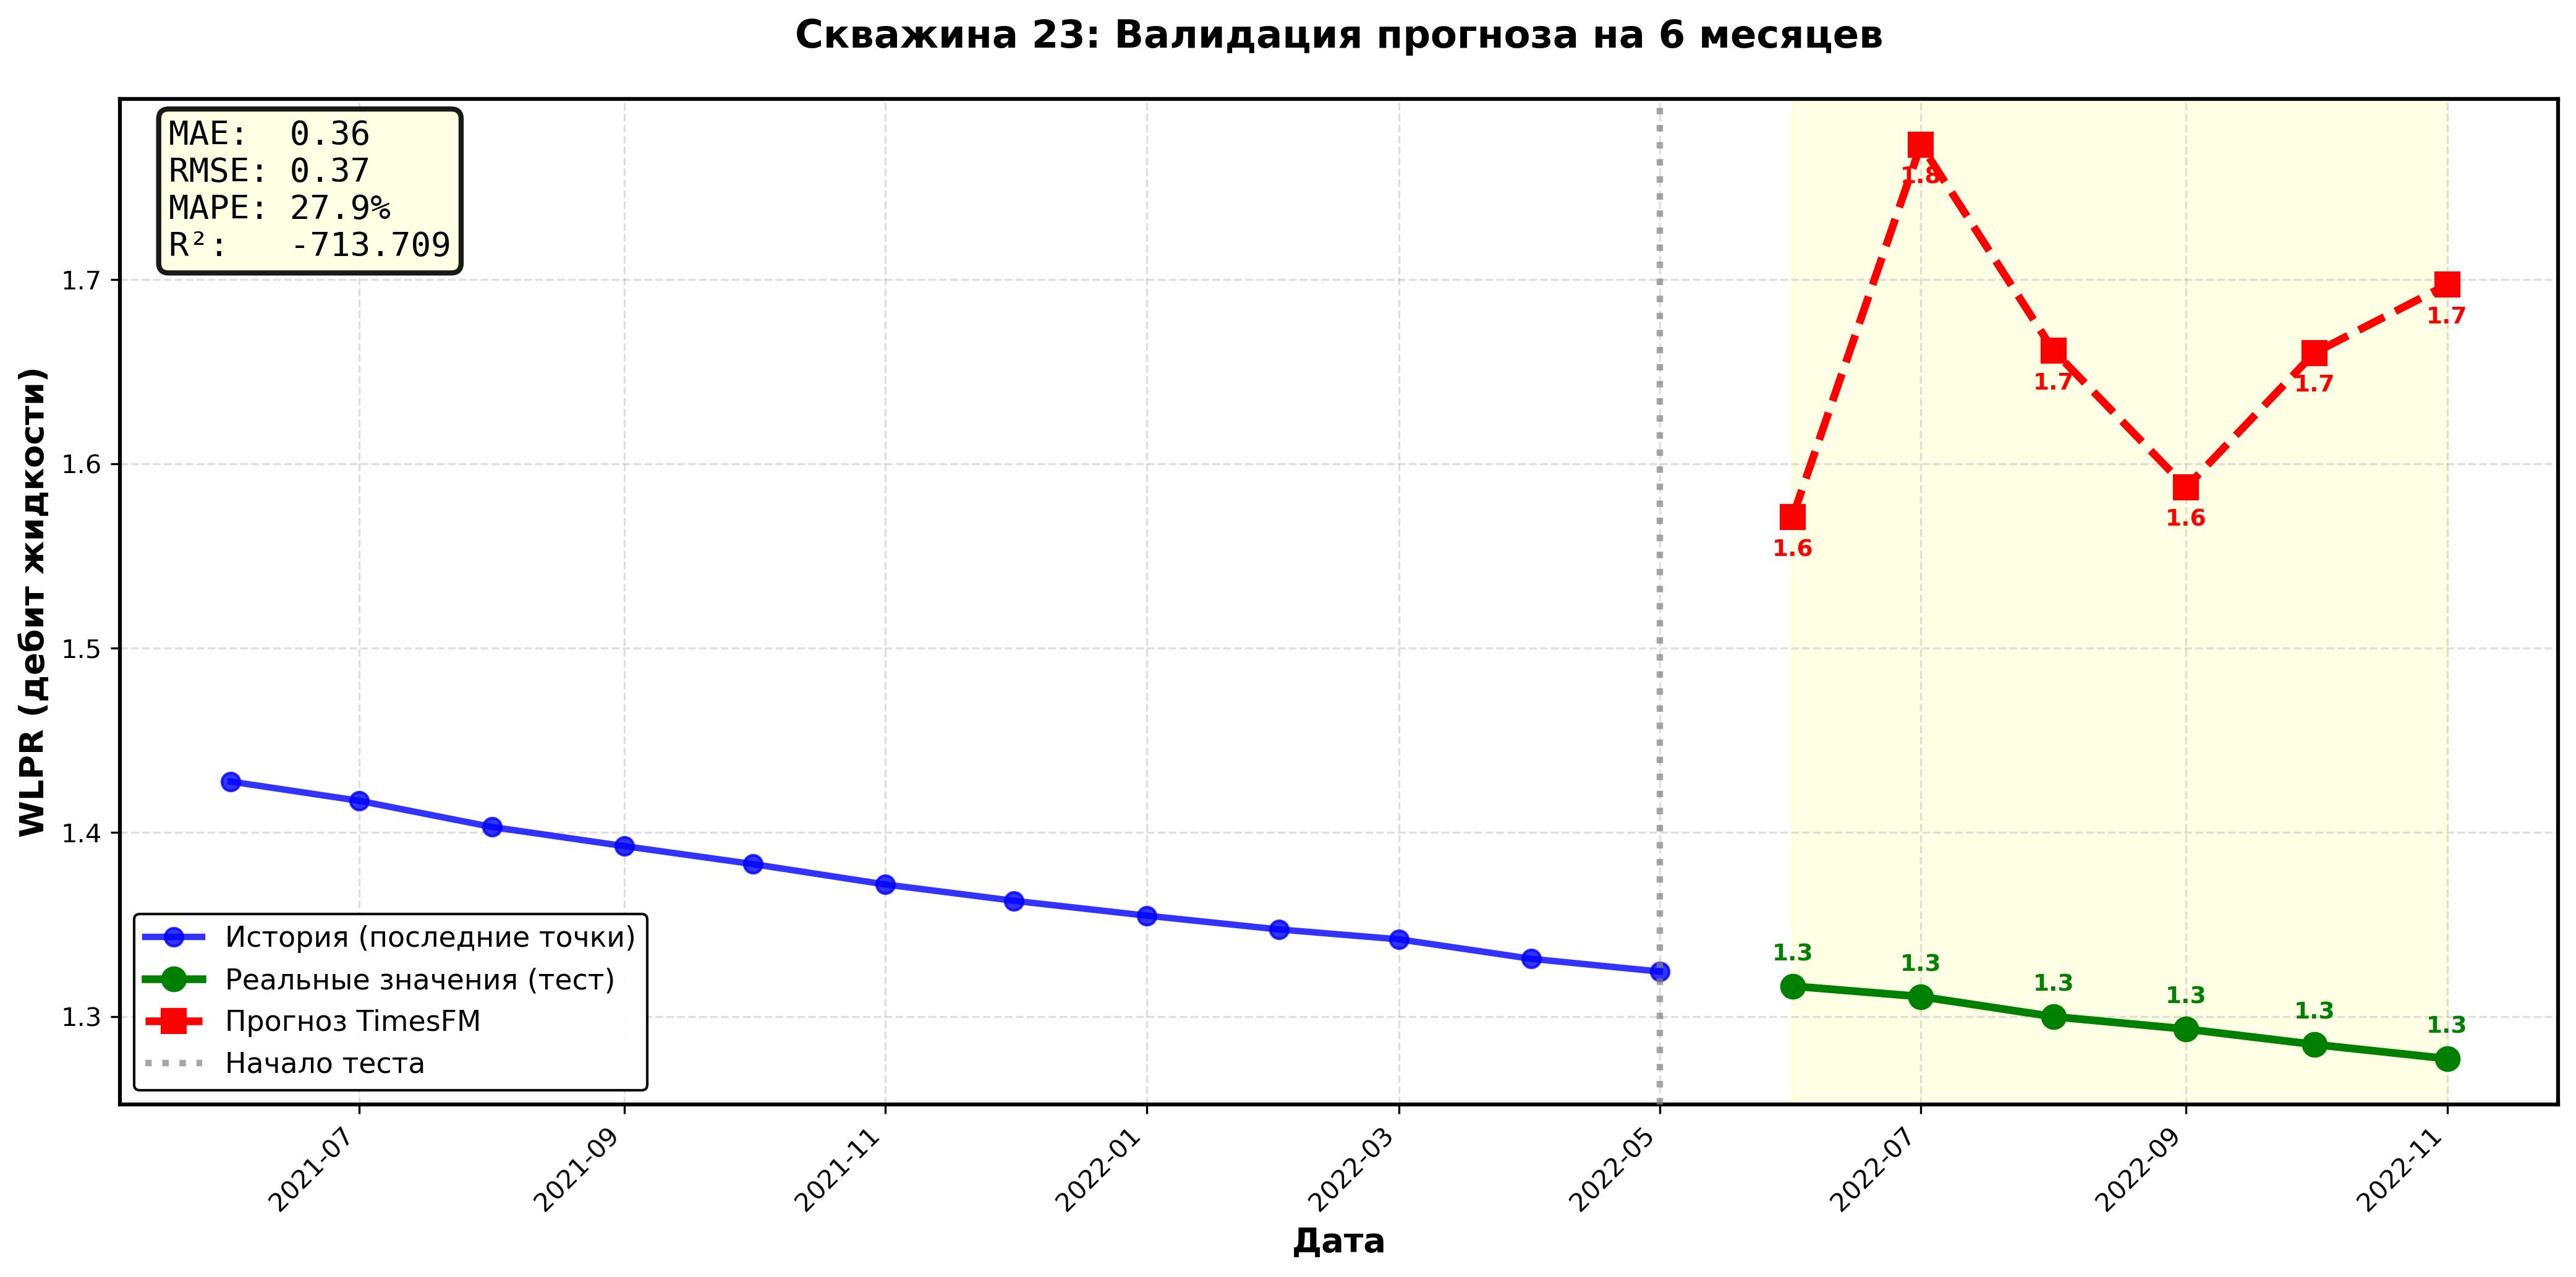 Скважина 23: Валидация прогноза на 6 месяцев
MAE: 0.36
RMSE: 0.37
MAPE: 27.9%
R²: -713.709
WLPR (дебит жидкости)
1.7
1.6
1.5
1.4
1.3
1.6
1.8
1.7
1.6
1.7
1.7
1.3
1.3
1.3
1.3
1.3
1.3
История (последние точки)
Реальные значения (тест)
Прогноз TimesFM
Начало теста
2021-07
2021-09
2021-11
2022-01
2022-03
2022-05
2022-07
2022-09
2022-11
Дата